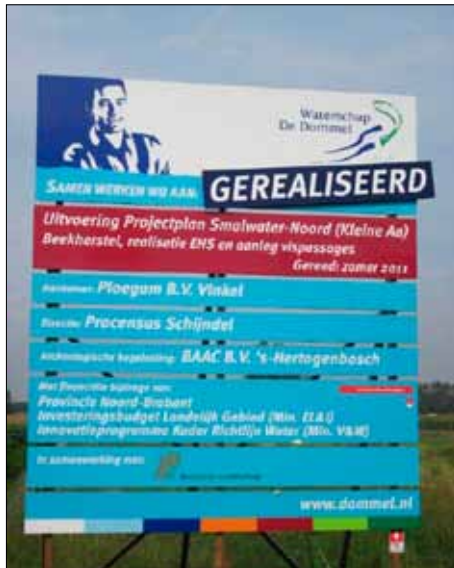 Waterschap
De Dommel
SAMEN WERKEN WIJ AAN:
GEREALISEERD
Uitvoering Projectplan Smalwater-Noord (Kleine Aa)
Beekherstel, realisatie EHS en aanleg vispassages
Gereed: zomer 2011
Aannemer: Ploegam B.V. Vinkel
Directie: Procensus Schijndel
Archeologische begeleiding: BAAC B.V. 's-Hertogenbosch
Met financiële bijdrage van:
Provincie Noord-Brabant
Investeringsbudget Landelijk Gebied (Min. EL&I)
Innovatieprogramma Kader Richtlijn Water (Min. V&W)
In samenwerking met:
www.dommel.nl